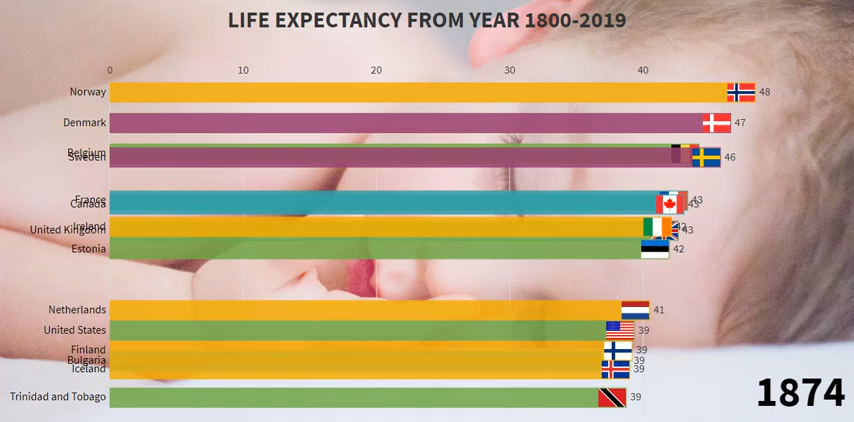 LIFE EXPECTANCY FROM YEAR 1800-2019
0 10 20 30 40
Norway 48
Denmark 47
Belgium
Sweden 46
France 43
Canada 43
Ireland 42
United Kingdom 43
Estonia 42
Netherlands 41
United States 39
Finland 39
Bulgaria 39
Iceland 39
Trinidad and Tobago 39
1874